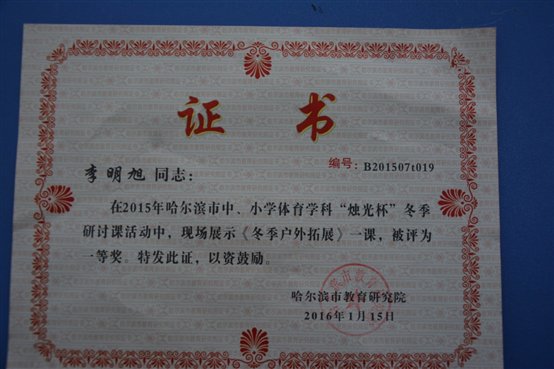 证 书
编号：B201507t019
李明旭 同志：
在2015年哈尔滨市中、小学体育学科“烛光杯”冬季
研讨课活动中，现场展示《冬季户外拓展》一课，被评为
一等奖。特发此证，以资鼓励。
哈尔滨市教育研究院
2016年1月15日